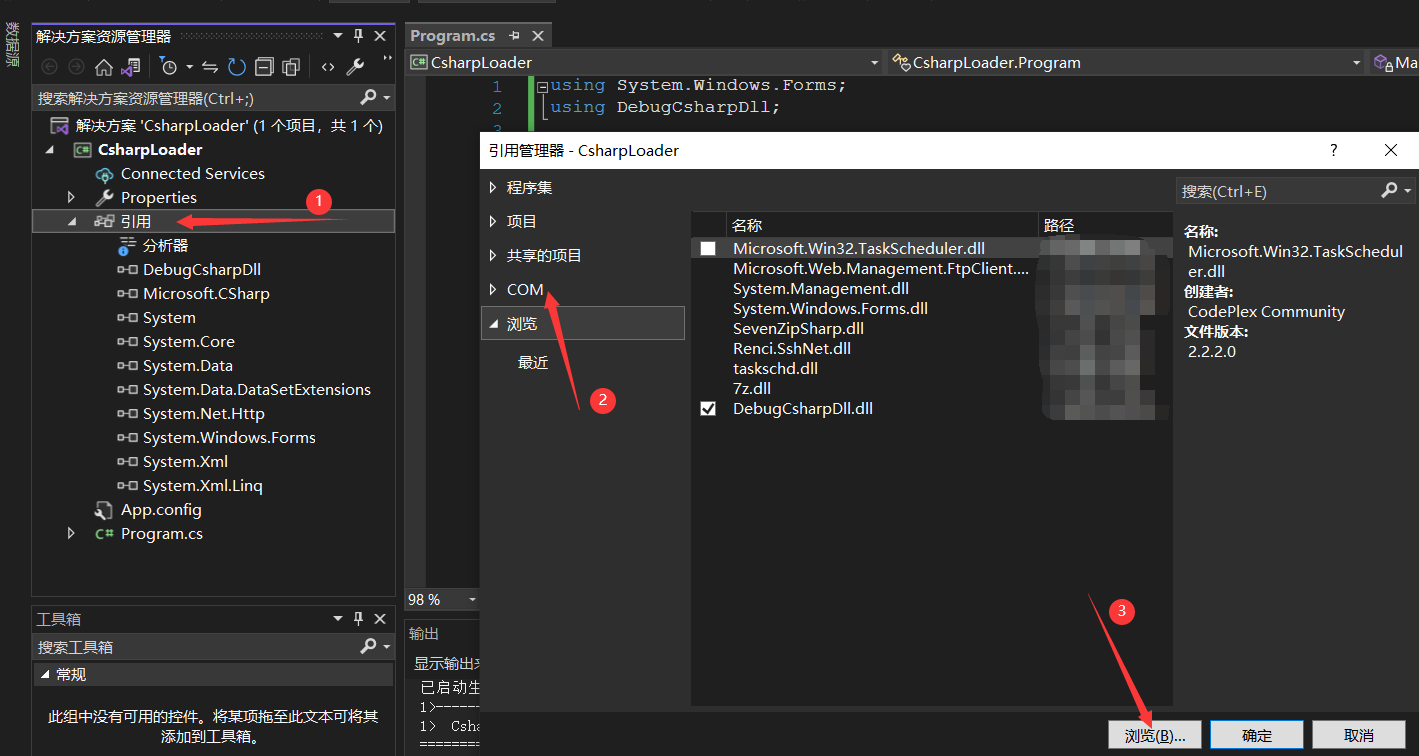 数据源
解决方案资源管理器
搜索解决方案资源管理器(Ctrl+;)
解决方案 'CsharpLoader' (1 个项目，共 1 个)
C# CsharpLoader
Connected Services
Properties
1
引用
分析器
DebugCsharpDll
Microsoft.CSharp
System
System.Core
System.Data
System.Data.DataSetExtensions
System.Net.Http
System.Windows.Forms
System.Xml
System.Xml.Linq
App.config
C# Program.cs
工具箱
搜索工具箱
常规
此组中没有可用的控件。将某项拖至此文本可将其
添加到工具箱。
Program.cs
C# CsharpLoader
CsharpLoader.Program
Ma
1 using System.Windows.Forms;
2 using DebugCsharpDll;
3
98 %
输出
显示输出来
已启动生
1>------
1> Csha
========
引用管理器 - CsharpLoader
? 
程序集
项目
共享的项目
COM
浏览
最近
2
名称 路径
Microsoft.Win32.TaskScheduler.dll
Microsoft.Web.Management.FtpClient....
System.Management.dll
System.Windows.Forms.dll
SevenZipSharp.dll
Renci.SshNet.dll
taskschd.dll
7z.dll
DebugCsharpDll.dll
搜索(Ctrl+E)
名称:
Microsoft.Win32.TaskSchedul
er.dll
创建者:
CodePlex Community
文件版本:
2.2.2.0
3
浏览(B)... 确定 取消